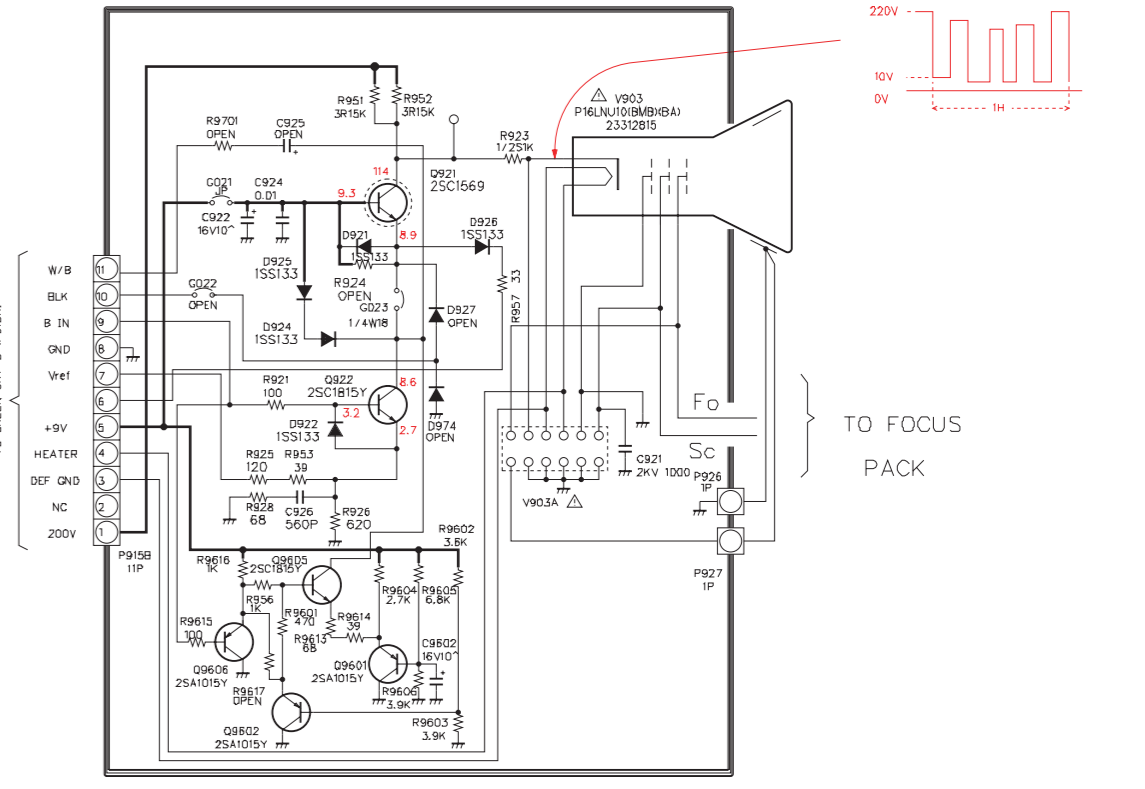 220V
10V
0V
1H
R951
3R15K
R952
3R15K
V903
P16LNU10(BMB)(BA)
23312815
R9701
OPEN
C925
OPEN
+
R923
1/2S1K
114
Q921
2SC1569
G021
JP
C924
0.01
9.3
C922
16V10^
+
8.9
D921
1SS133
D926
1SS133
D925
1SS133
R924
OPEN
R957 33
W/B
11
G022
OPEN
BLK
10
G023
1/4W18
D927
OPEN
B IN
9
D924
1SS133
GND
8
Vref
7
R921
100
Q922
2SC1815Y
8.6
6
3.2
D922
1SS133
2.7
D974
OPEN
+9V
5
HEATER
4
DEF GND
3
NC
2
200V
1
P915B
11P
R925
120
R953
39
R928
68
C926
560P
R926
620
Fo
Sc
TO FOCUS
PACK
C921
2KV 1000
V903A
P926
1P
P927
1P
R9602
3.6K
R9616
1K
Q9605
2SC1815Y
R9604
2.7K
R9605
6.8K
R956
1K
R9601
470
R9614
39
R9613
68
R9615
100
C9602
16V10^
+
Q9606
2SA1015Y
Q9601
2SA1015Y
R9617
OPEN
R9606
3.9K
R9603
3.9K
Q9602
2SA1015Y